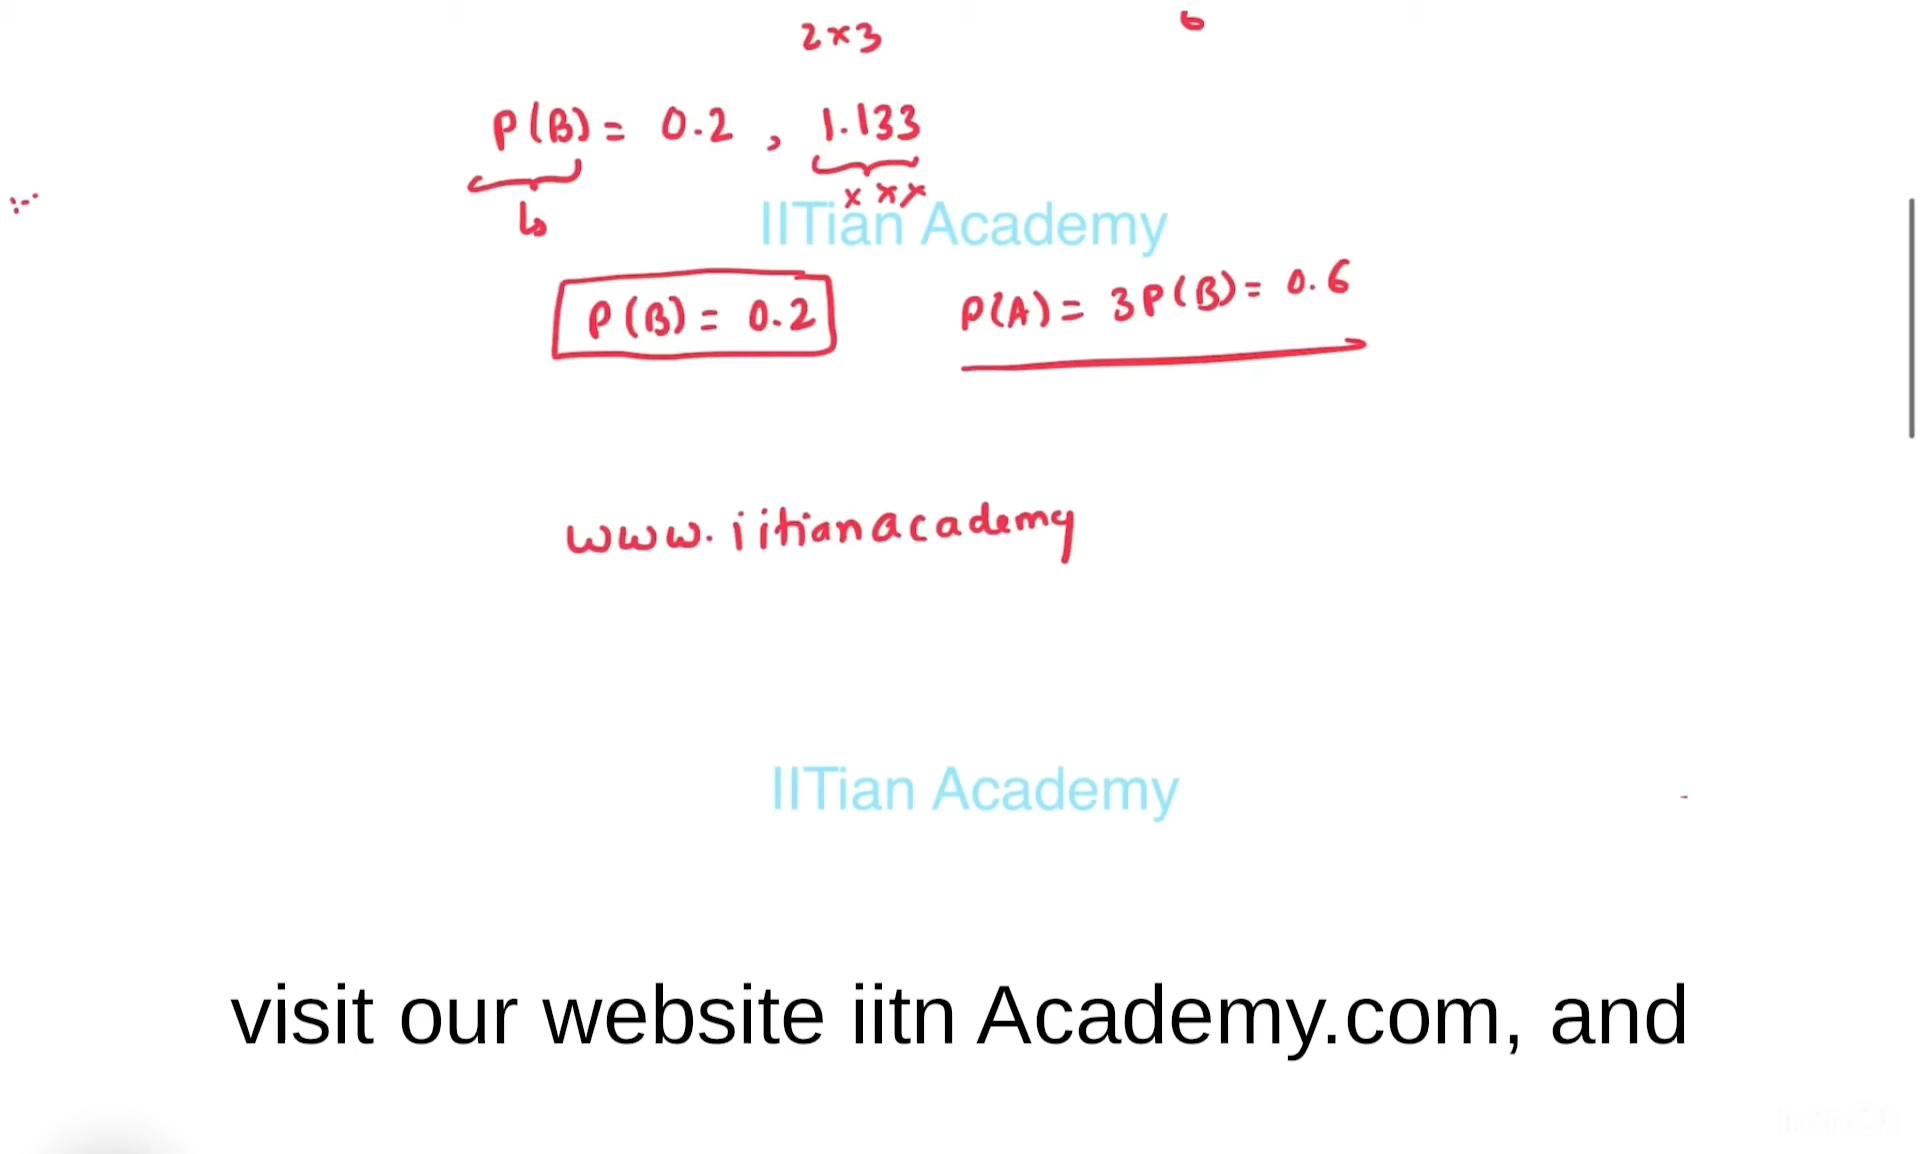 2×3
6
P(B) = 0.2 , 1.133
x x x
IITian Academy
P(B) = 0.2
P(A) = 3P(B) = 0.6
www.iitianacademy
IITian Academy
visit our website iitn Academy.com, and